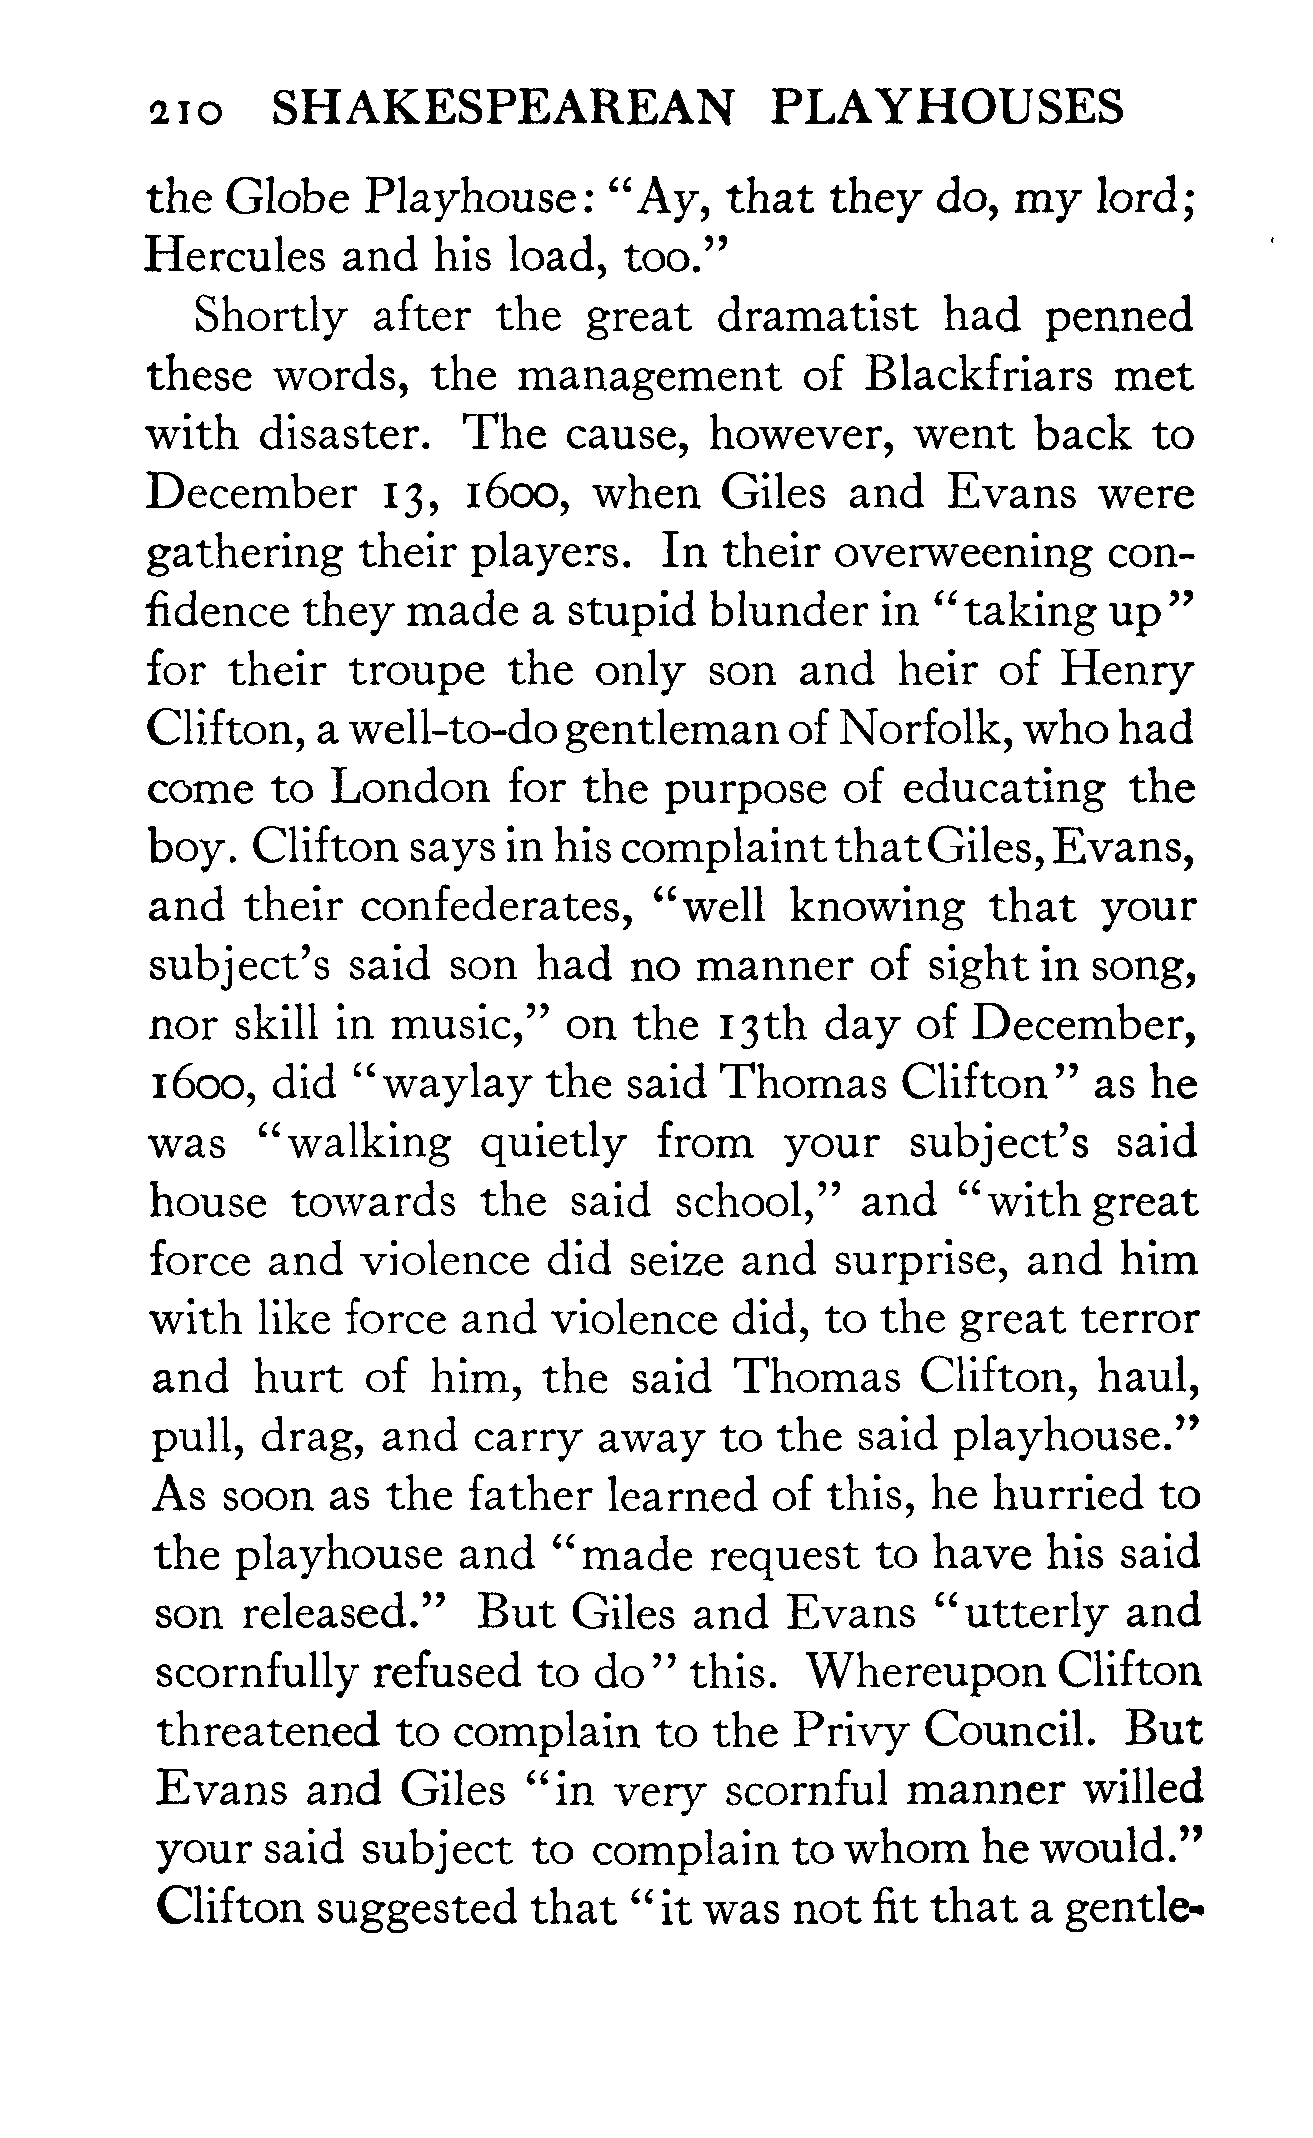 210 SHAKESPEAREAN PLAYHOUSES
the Globe Playhouse: “Ay, that they do, my lord;
Hercules and his load, too.”
Shortly after the great dramatist had penned
these words, the management of Blackfriars met
with disaster. The cause, however, went back to
December 13, 1600, when Giles and Evans were
gathering their players. In their overweening con-
fidence they made a stupid blunder in “taking up”
for their troupe the only son and heir of Henry
Clifton, a well-to-do gentleman of Norfolk, who had
come to London for the purpose of educating the
boy. Clifton says in his complaint that Giles, Evans,
and their confederates, “well knowing that your
subject’s said son had no manner of sight in song,
nor skill in music,” on the 13th day of December,
1600, did “waylay the said Thomas Clifton” as he
was “walking quietly from your subject’s said
house towards the said school,” and “with great
force and violence did seize and surprise, and him
with like force and violence did, to the great terror
and hurt of him, the said Thomas Clifton, haul,
pull, drag, and carry away to the said playhouse.”
As soon as the father learned of this, he hurried to
the playhouse and “made request to have his said
son released.” But Giles and Evans “utterly and
scornfully refused to do” this. Whereupon Clifton
threatened to complain to the Privy Council. But
Evans and Giles “in very scornful manner willed
your said subject to complain to whom he would.”
Clifton suggested that “it was not fit that a gentle-